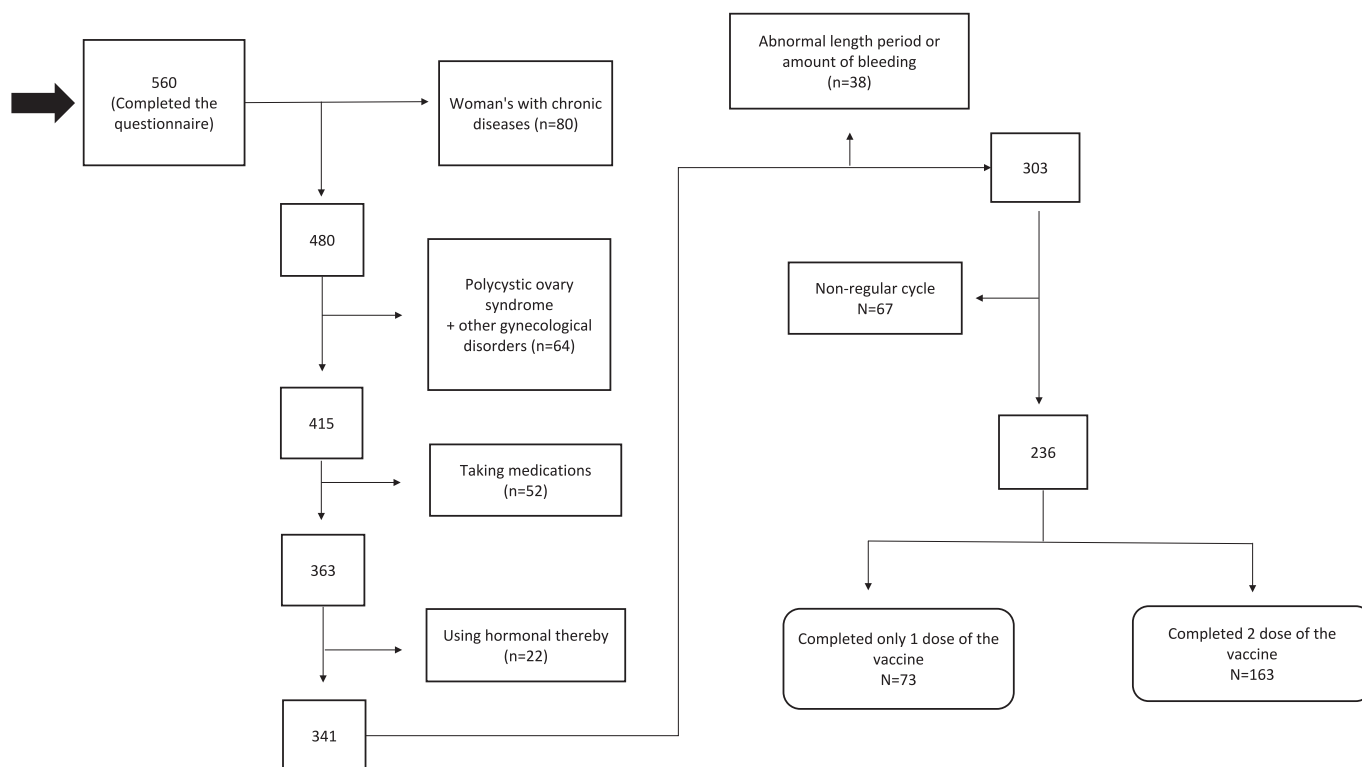 560
(Completed the
questionnaire)
Woman's with chronic
diseases (n=80)
480
Polycystic ovary
syndrome
+ other gynecological
disorders (n=64)
415
Taking medications
(n=52)
363
Using hormonal thereby
(n=22)
341
Abnormal length period or
amount of bleeding
(n=38)
303
Non-regular cycle
N=67
236
Completed only 1 dose of the
vaccine
N=73
Completed 2 dose of the
vaccine
N=163